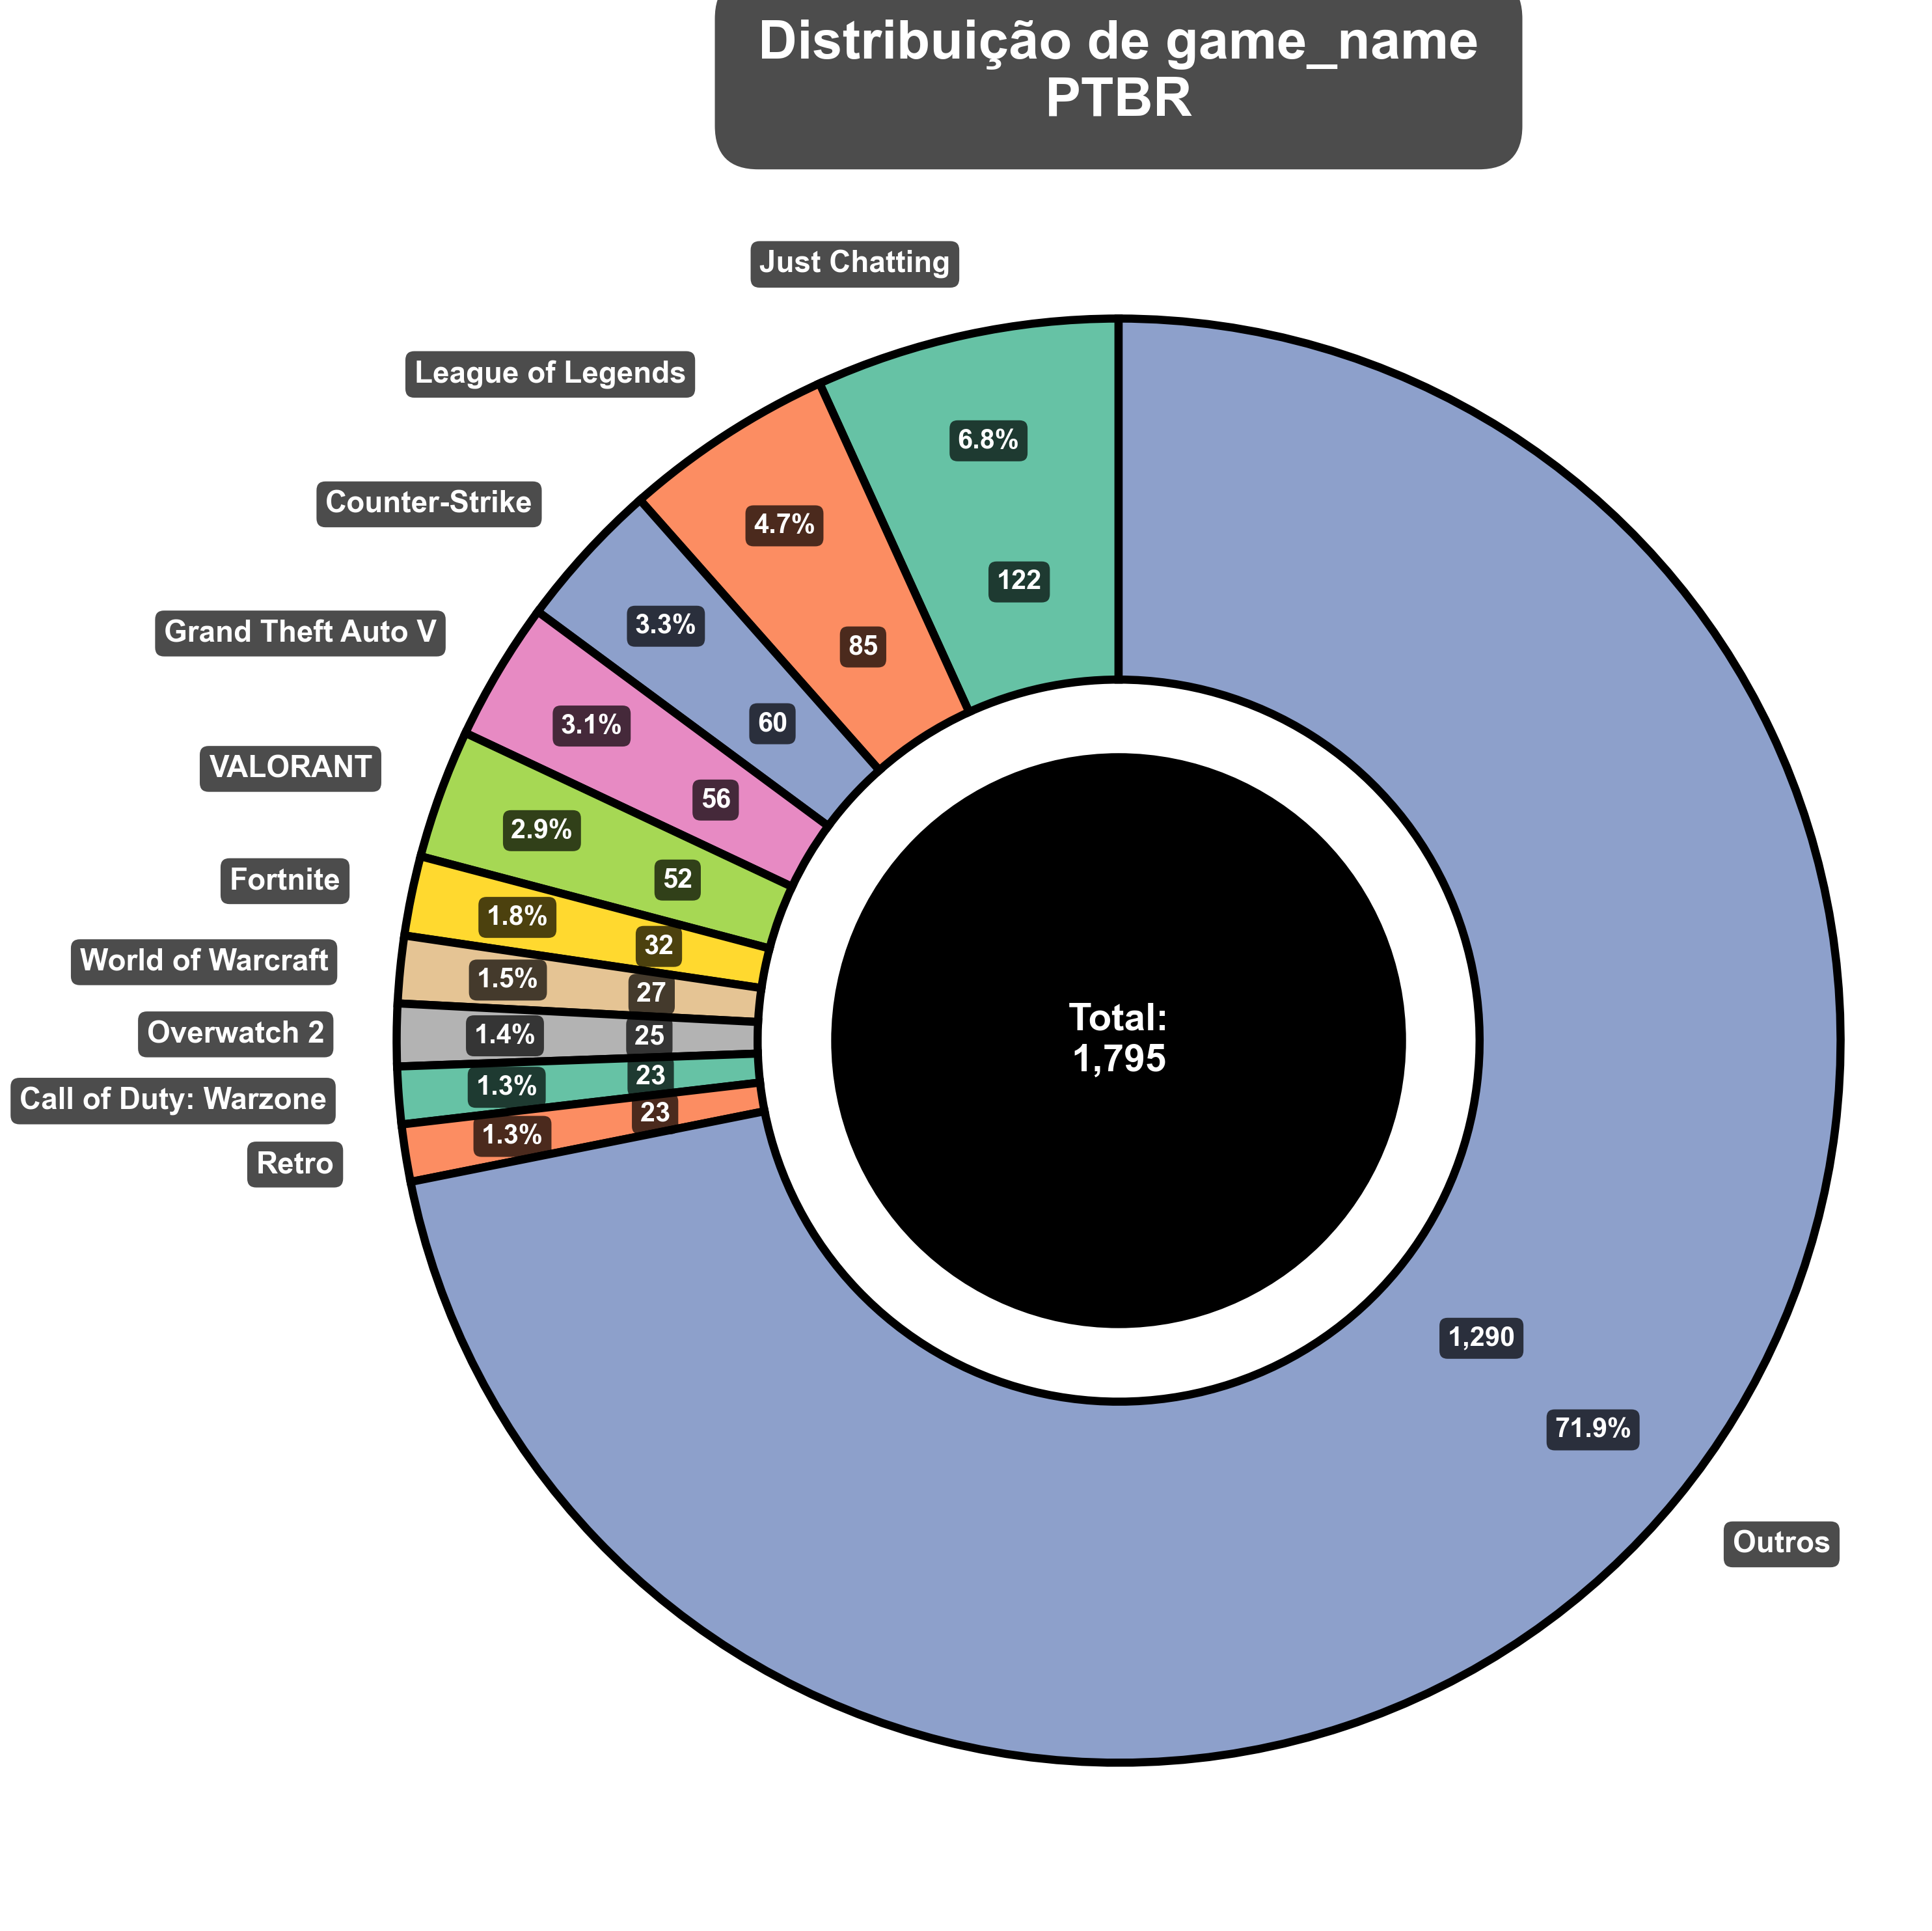 Distribuição de game_name
PTBR
Just Chatting
League of Legends
6.8%
Counter-Strike
4.7%
122
3.3%
Grand Theft Auto V
85
3.1%
60
VALORANT
56
2.9%
Fortnite
52
1.8%
32
World of Warcraft
1.5%
27
Overwatch 2
1.4%
25
Total:
1,795
Call of Duty: Warzone
1.3%
23
Retro
1.3%
23
1,290
71.9%
Outros